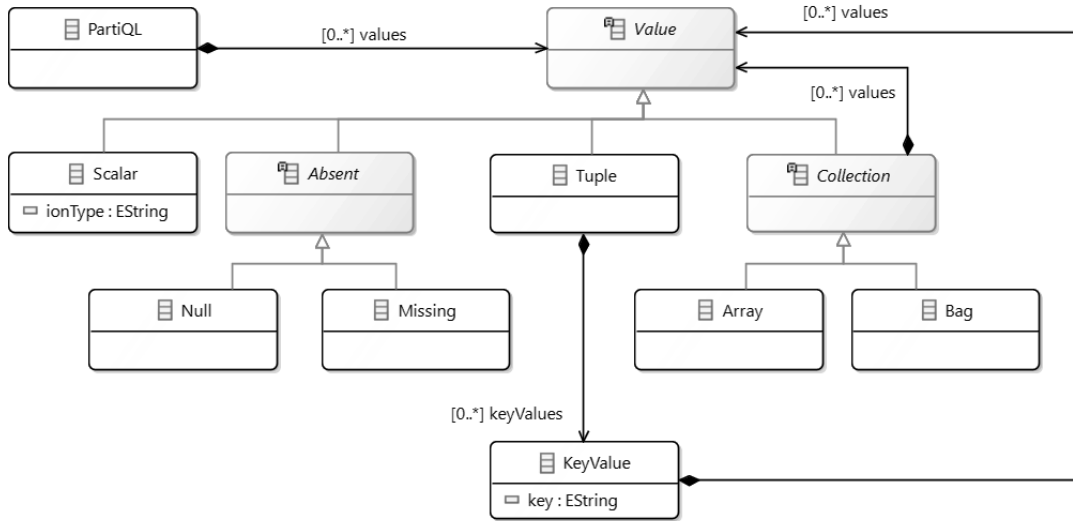 PartiQL
[0..*] values
Value
[0..*] values
[0..*] values
Scalar
ionType : EString
Absent
Tuple
Collection
Null
Missing
Array
Bag
[0..*] keyValues
KeyValue
key : EString